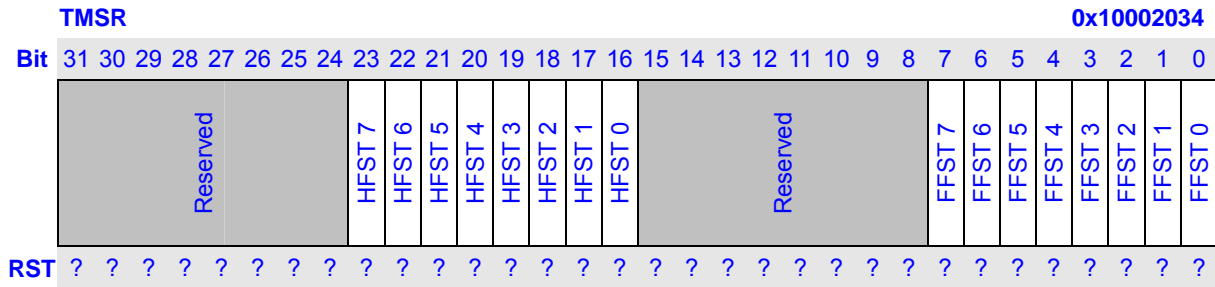 TMSR 0x10002034
Bit 31 30 29 28 27 26 25 24 23 22 21 20 19 18 17 16 15 14 13 12 11 10 9 8 7 6 5 4 3 2 1 0
Reserved HFST 7 HFST 6 HFST 5 HFST 4 HFST 3 HFST 2 HFST 1 HFST 0 Reserved FFST 7 FFST 6 FFST 5 FFST 4 FFST 3 FFST 2 FFST 1 FFST 0
RST ? ? ? ? ? ? ? ? ? ? ? ? ? ? ? ? ? ? ? ? ? ? ? ? ? ? ? ? ? ? ? ?